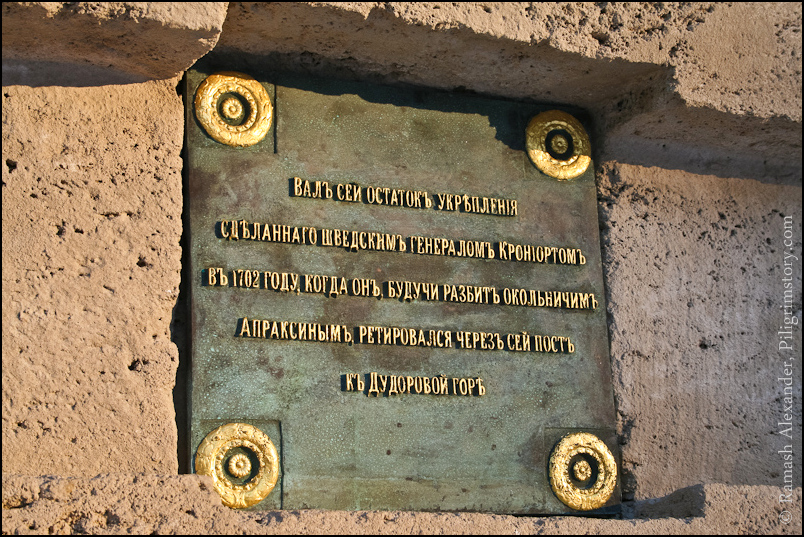 Валъ сеи остатокъ укрѣпленія
сдѣланнаго шведскимъ генераломъ Кроніортомъ
въ 1702 году, когда онъ, будучи разбитъ окольничимъ
Апраксинымъ, ретировался черезъ сей постъ
къ Дудоровой горѣ
© Ramash Alexander, Piligrimstory.com